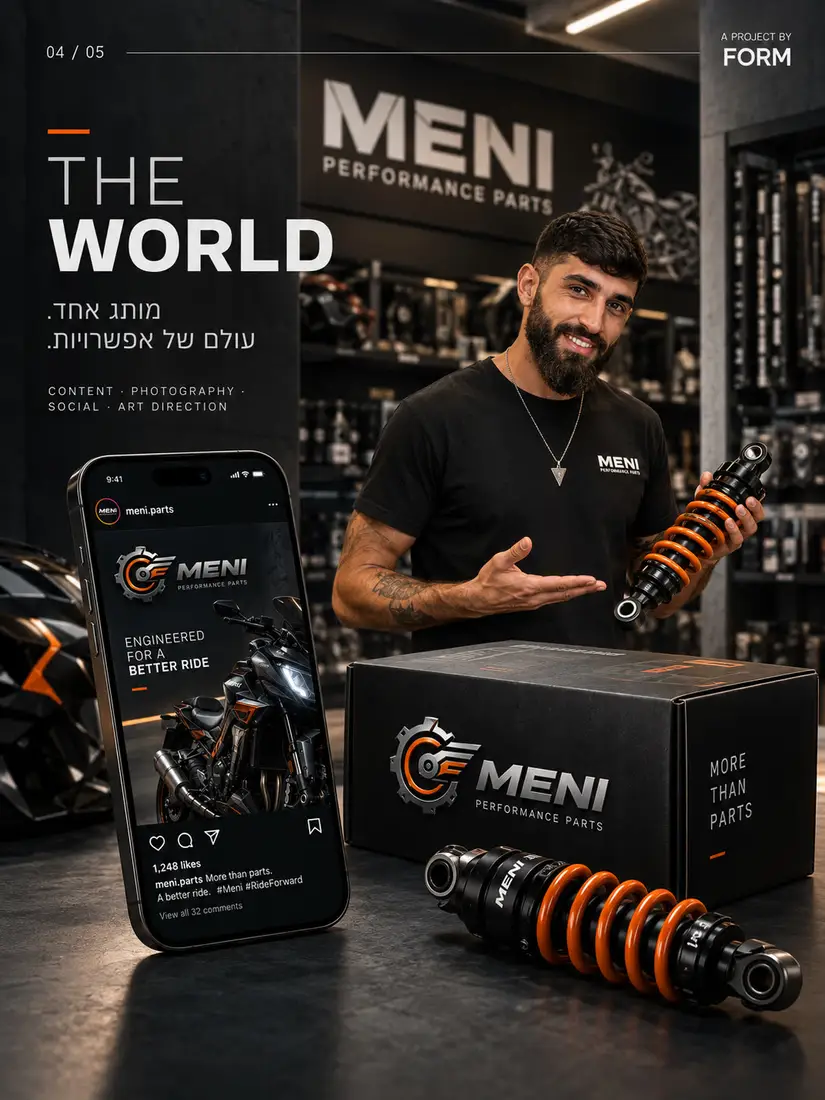 04 / 05
A PROJECT BY
FORM
THE
WORLD
מותג אחד.
עולם של אפשרויות.
CONTENT · PHOTOGRAPHY ·
SOCIAL · ART DIRECTION
MENI
PERFORMANCE PARTS
MENI
PERFORMANCE PARTS
9:41
MENI
meni.parts
MENI
PERFORMANCE PARTS
ENGINEERED
FOR A
BETTER RIDE
1,248 likes
meni.parts More than parts.
A better ride. #Meni #RideForward
View all 32 comments
MENI
PERFORMANCE PARTS
MORE
THAN
PARTS
MENI